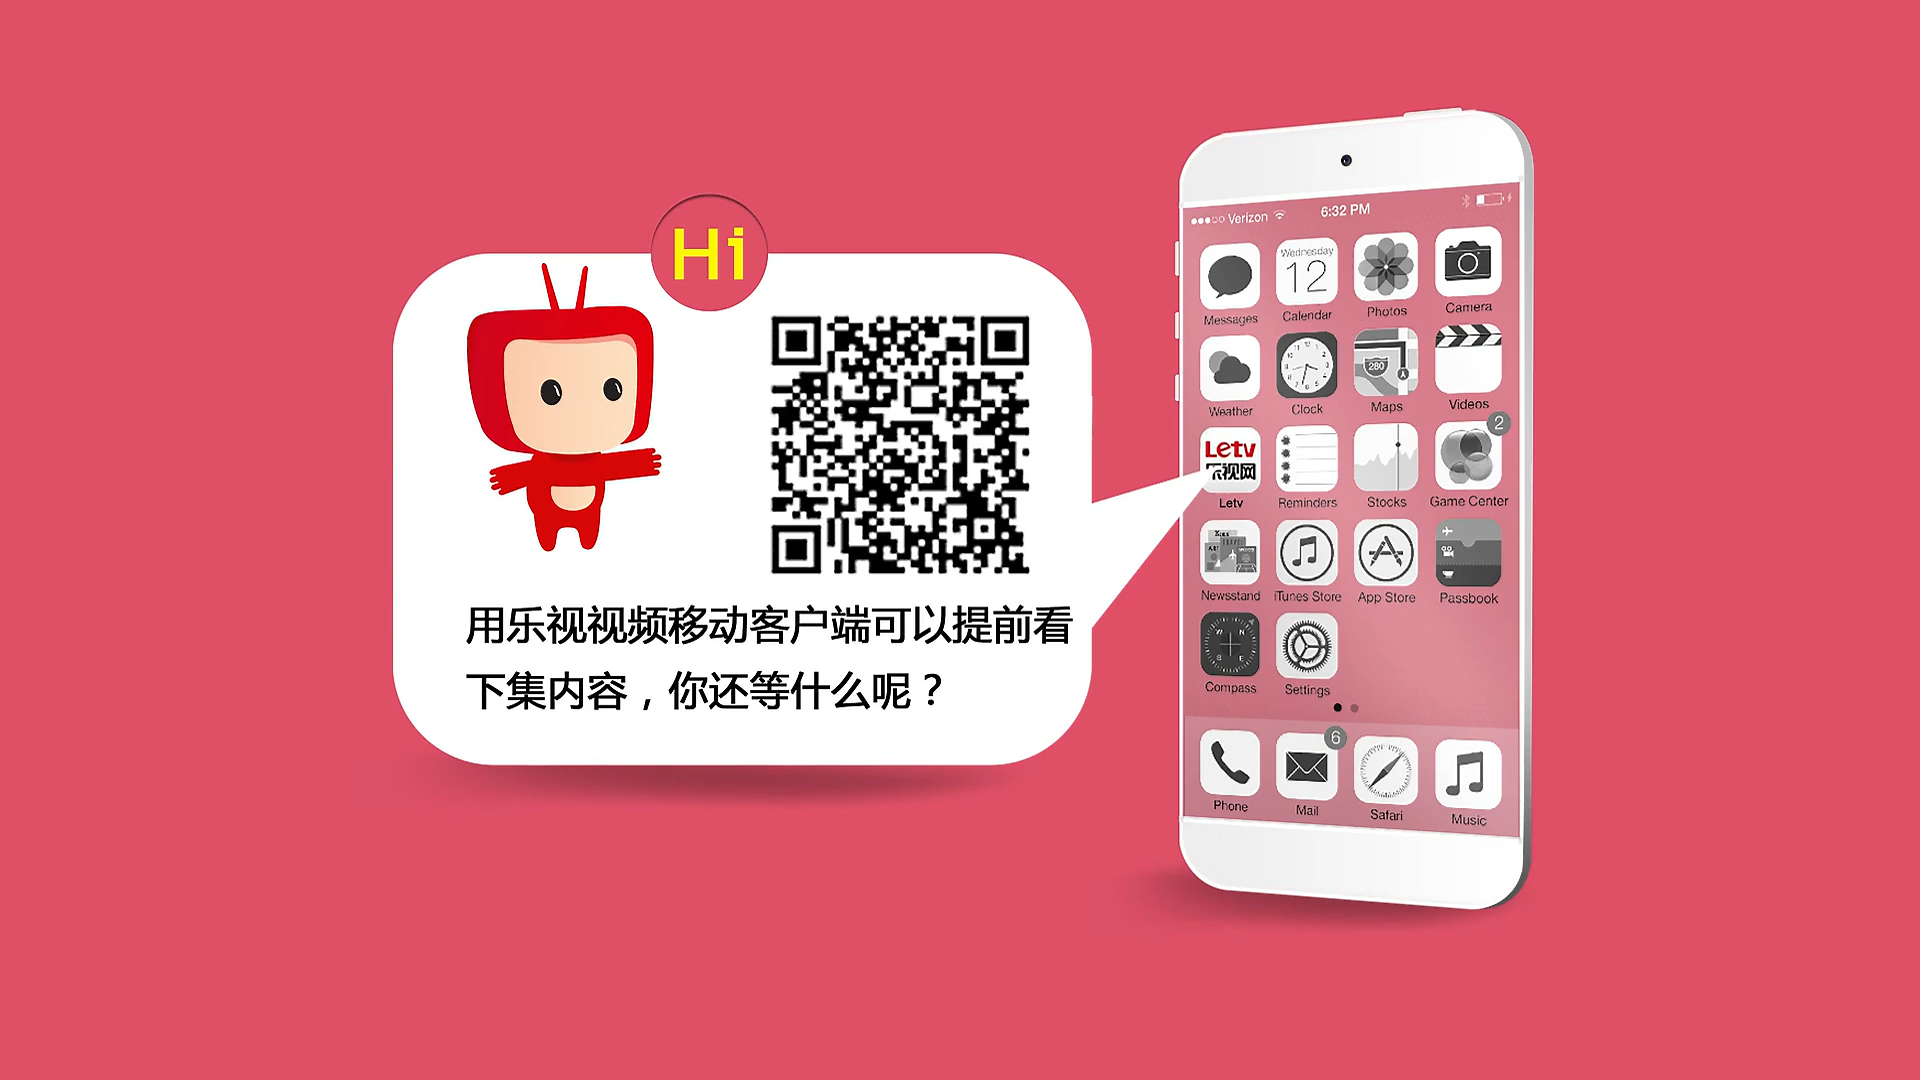 Hi
用乐视视频移动客户端可以提前看
下集内容，你还等什么呢？
Verizon 6:32 PM
Wednesday
12
Messages Calendar Photos Camera
280
Weather Clock Maps Videos
2
Letv
乐视网
Letv Reminders Stocks Game Center
Newsstand iTunes Store App Store Passbook
N
W
S
E
Compass Settings
6
Phone Mail Safari Music